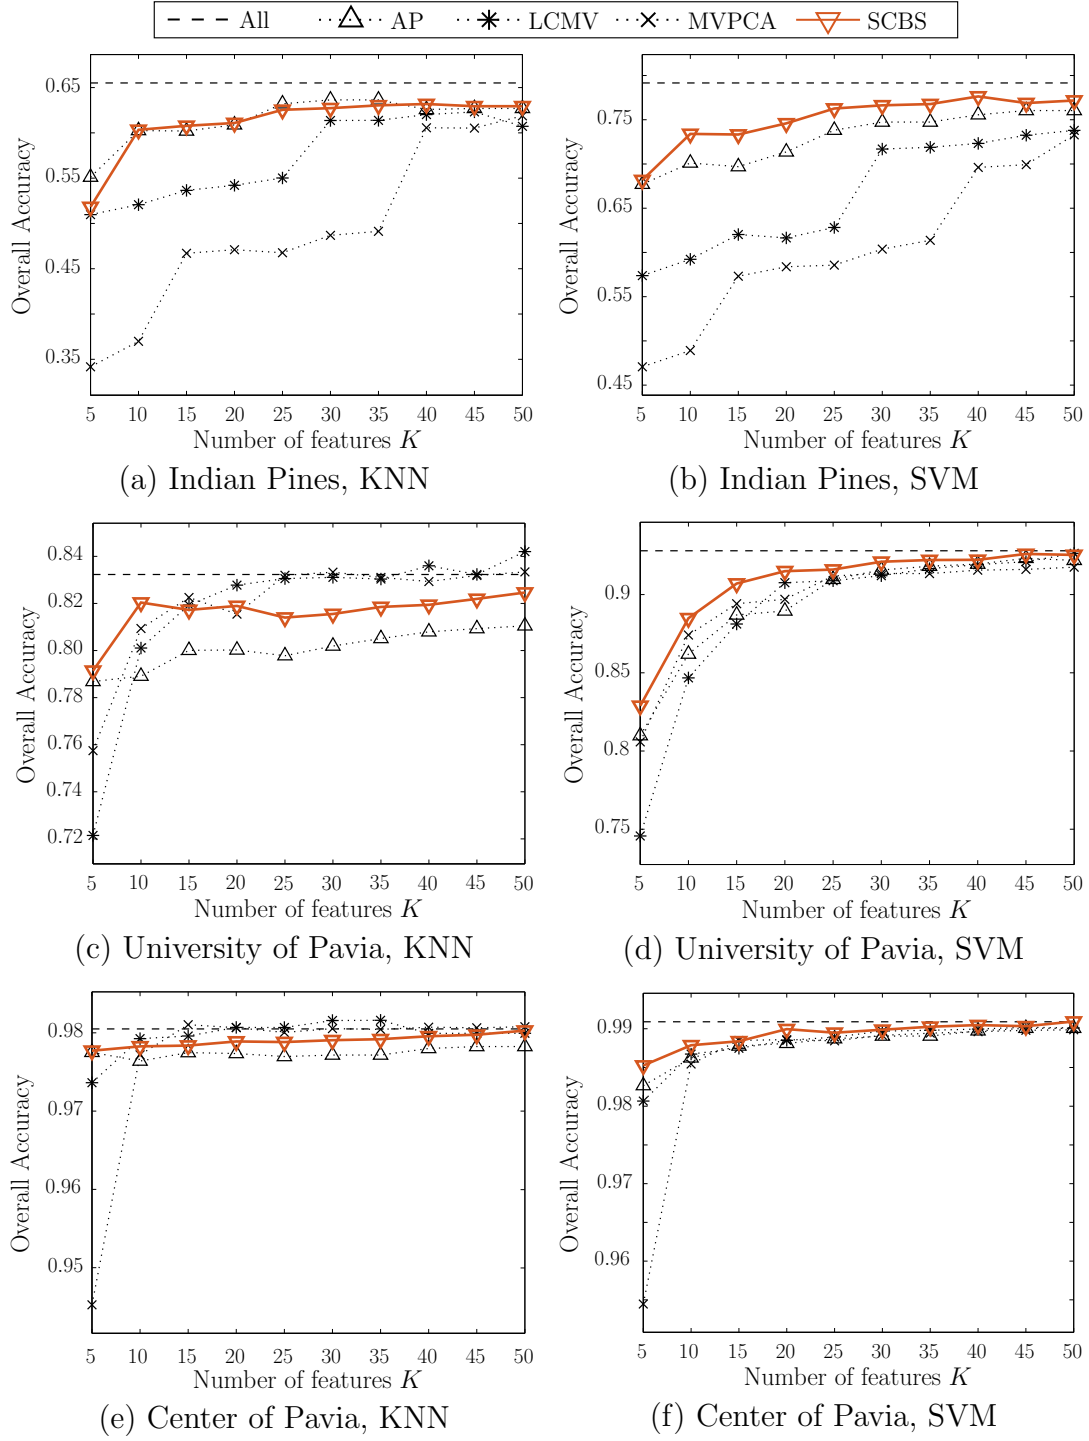 All AP LCMV MVPCA SCBS
0.65
0.55
0.45
0.35
Overall Accuracy
5 10 15 20 25 30 35 40 45 50
Number of features K
(a) Indian Pines, KNN
0.75
0.65
0.55
0.45
Overall Accuracy
5 10 15 20 25 30 35 40 45 50
Number of features K
(b) Indian Pines, SVM
0.84
0.82
0.80
0.78
0.76
0.74
0.72
Overall Accuracy
5 10 15 20 25 30 35 40 45 50
Number of features K
(c) University of Pavia, KNN
0.9
0.85
0.8
0.75
Overall Accuracy
5 10 15 20 25 30 35 40 45 50
Number of features K
(d) University of Pavia, SVM
0.98
0.97
0.96
0.95
Overall Accuracy
5 10 15 20 25 30 35 40 45 50
Number of features K
(e) Center of Pavia, KNN
0.99
0.98
0.97
0.96
Overall Accuracy
5 10 15 20 25 30 35 40 45 50
Number of features K
(f) Center of Pavia, SVM